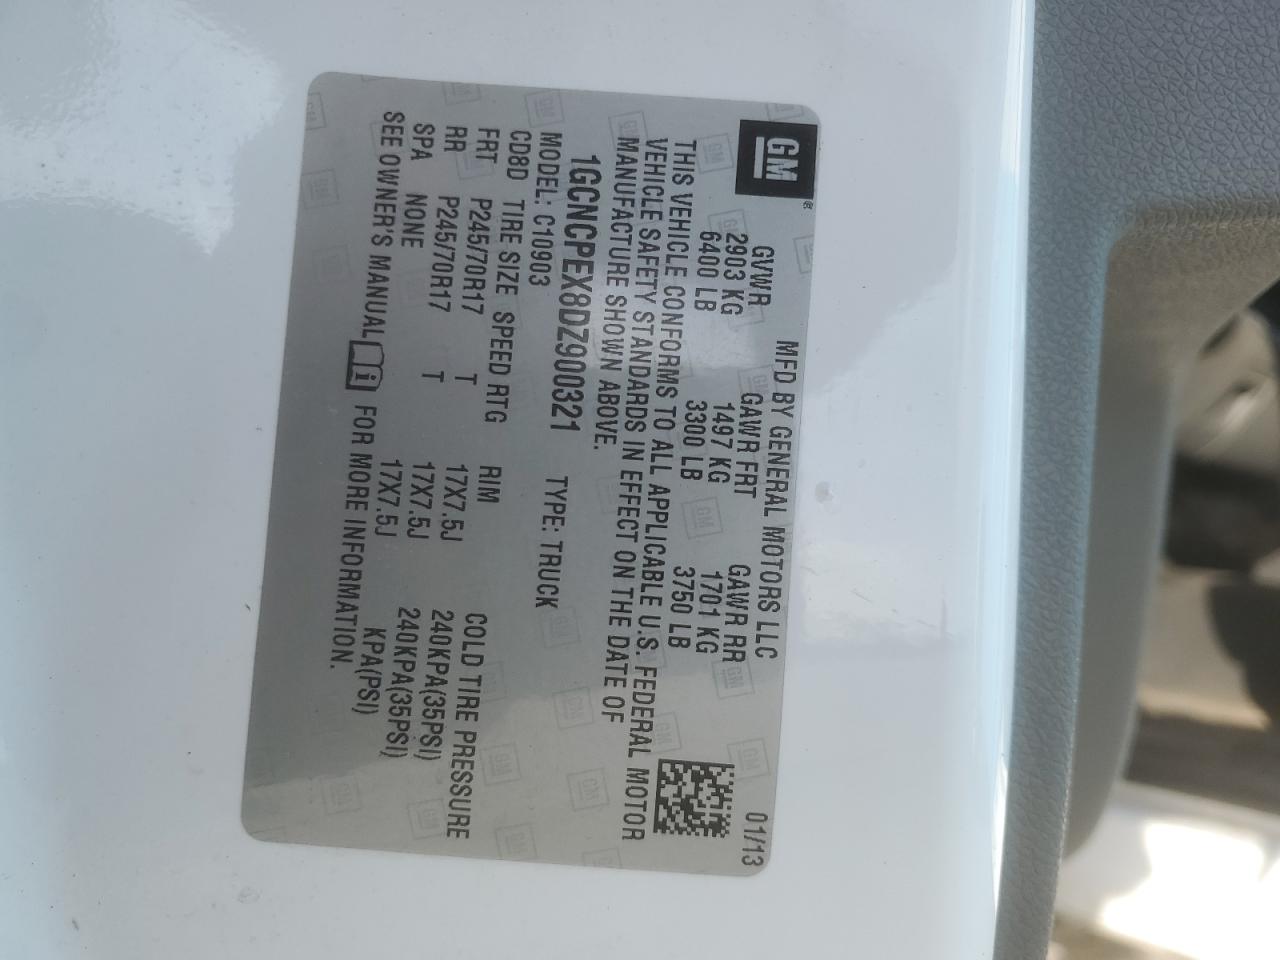 GM®
MFD BY GENERAL MOTORS LLC 01/13
GVWR GAWR FRT GAWR RR
2903 KG 1497 KG 1701 KG
6400 LB 3300 LB 3750 LB
THIS VEHICLE CONFORMS TO ALL APPLICABLE U.S. FEDERAL MOTOR
VEHICLE SAFETY STANDARDS IN EFFECT ON THE DATE OF
MANUFACTURE SHOWN ABOVE.
1GCNCPEX8DZ900321 TYPE: TRUCK
MODEL: C10903
CD8D TIRE SIZE SPEED RTG RIM COLD TIRE PRESSURE
FRT P245/70R17 T 17X7.5J 240KPA(35PSI)
RR P245/70R17 T 17X7.5J 240KPA(35PSI)
SPA NONE 17X7.5J KPA(PSI)
SEE OWNER'S MANUAL i FOR MORE INFORMATION.